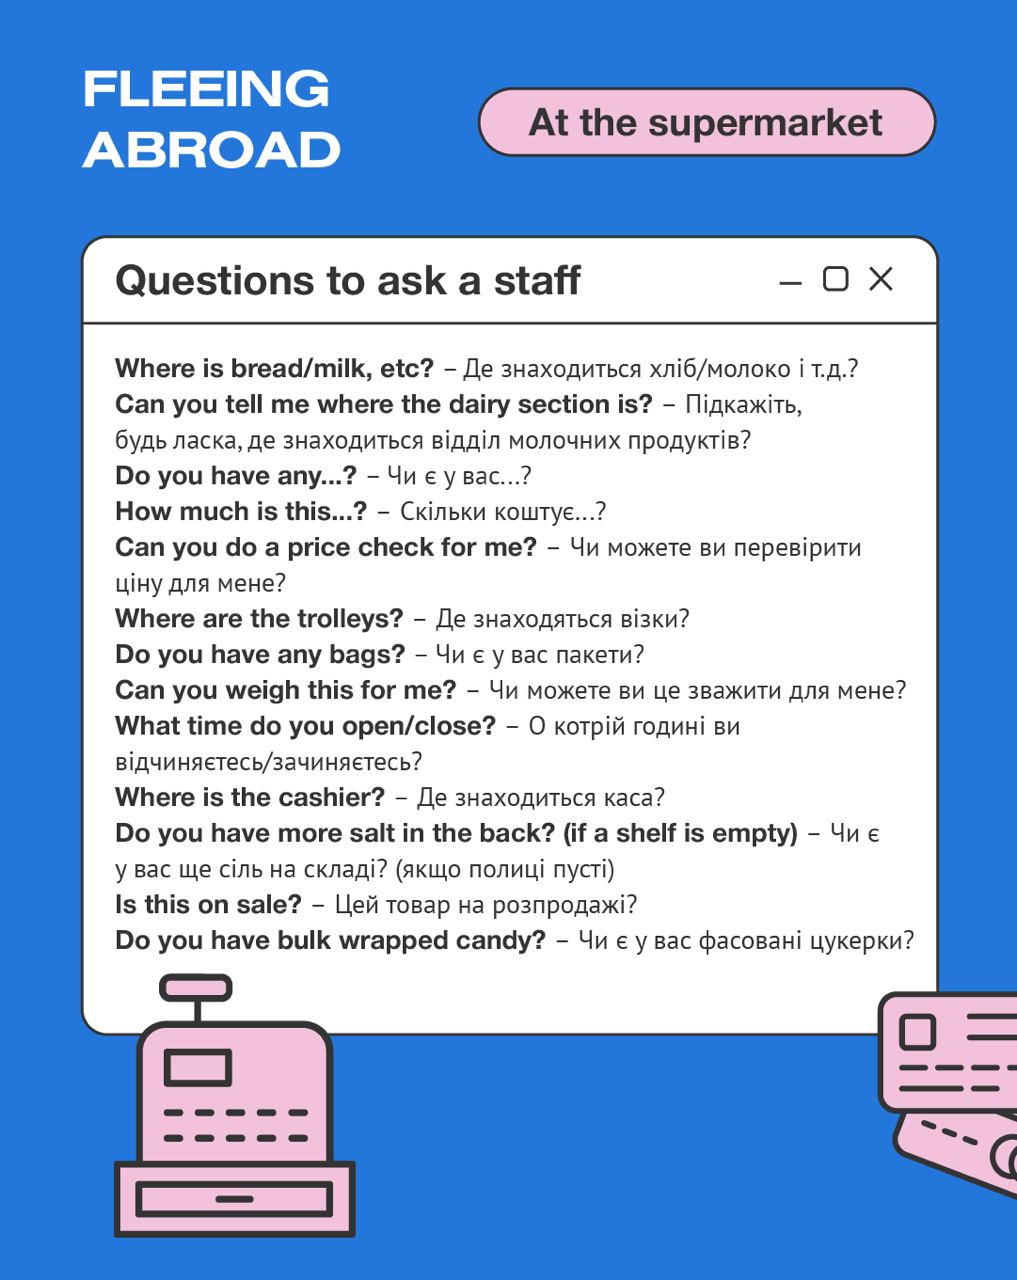 FLEEING
ABROAD
At the supermarket
Questions to ask a staff
Where is bread/milk, etc? – Де знаходиться хліб/молоко і т.д.?
Can you tell me where the dairy section is? – Підкажіть,
будь ласка, де знаходиться відділ молочних продуктів?
Do you have any...? – Чи є у вас...?
How much is this...? – Скільки коштує...?
Can you do a price check for me? – Чи можете ви перевірити
ціну для мене?
Where are the trolleys? – Де знаходяться візки?
Do you have any bags? – Чи є у вас пакети?
Can you weigh this for me? – Чи можете ви це зважити для мене?
What time do you open/close? – О котрій годині ви
відчиняєтесь/зачиняєтесь?
Where is the cashier? – Де знаходиться каса?
Do you have more salt in the back? (if a shelf is empty) – Чи є
у вас ще сіль на складі? (якщо полиці пусті)
Is this on sale? – Цей товар на розпродажі?
Do you have bulk wrapped candy? – Чи є у вас фасовані цукерки?